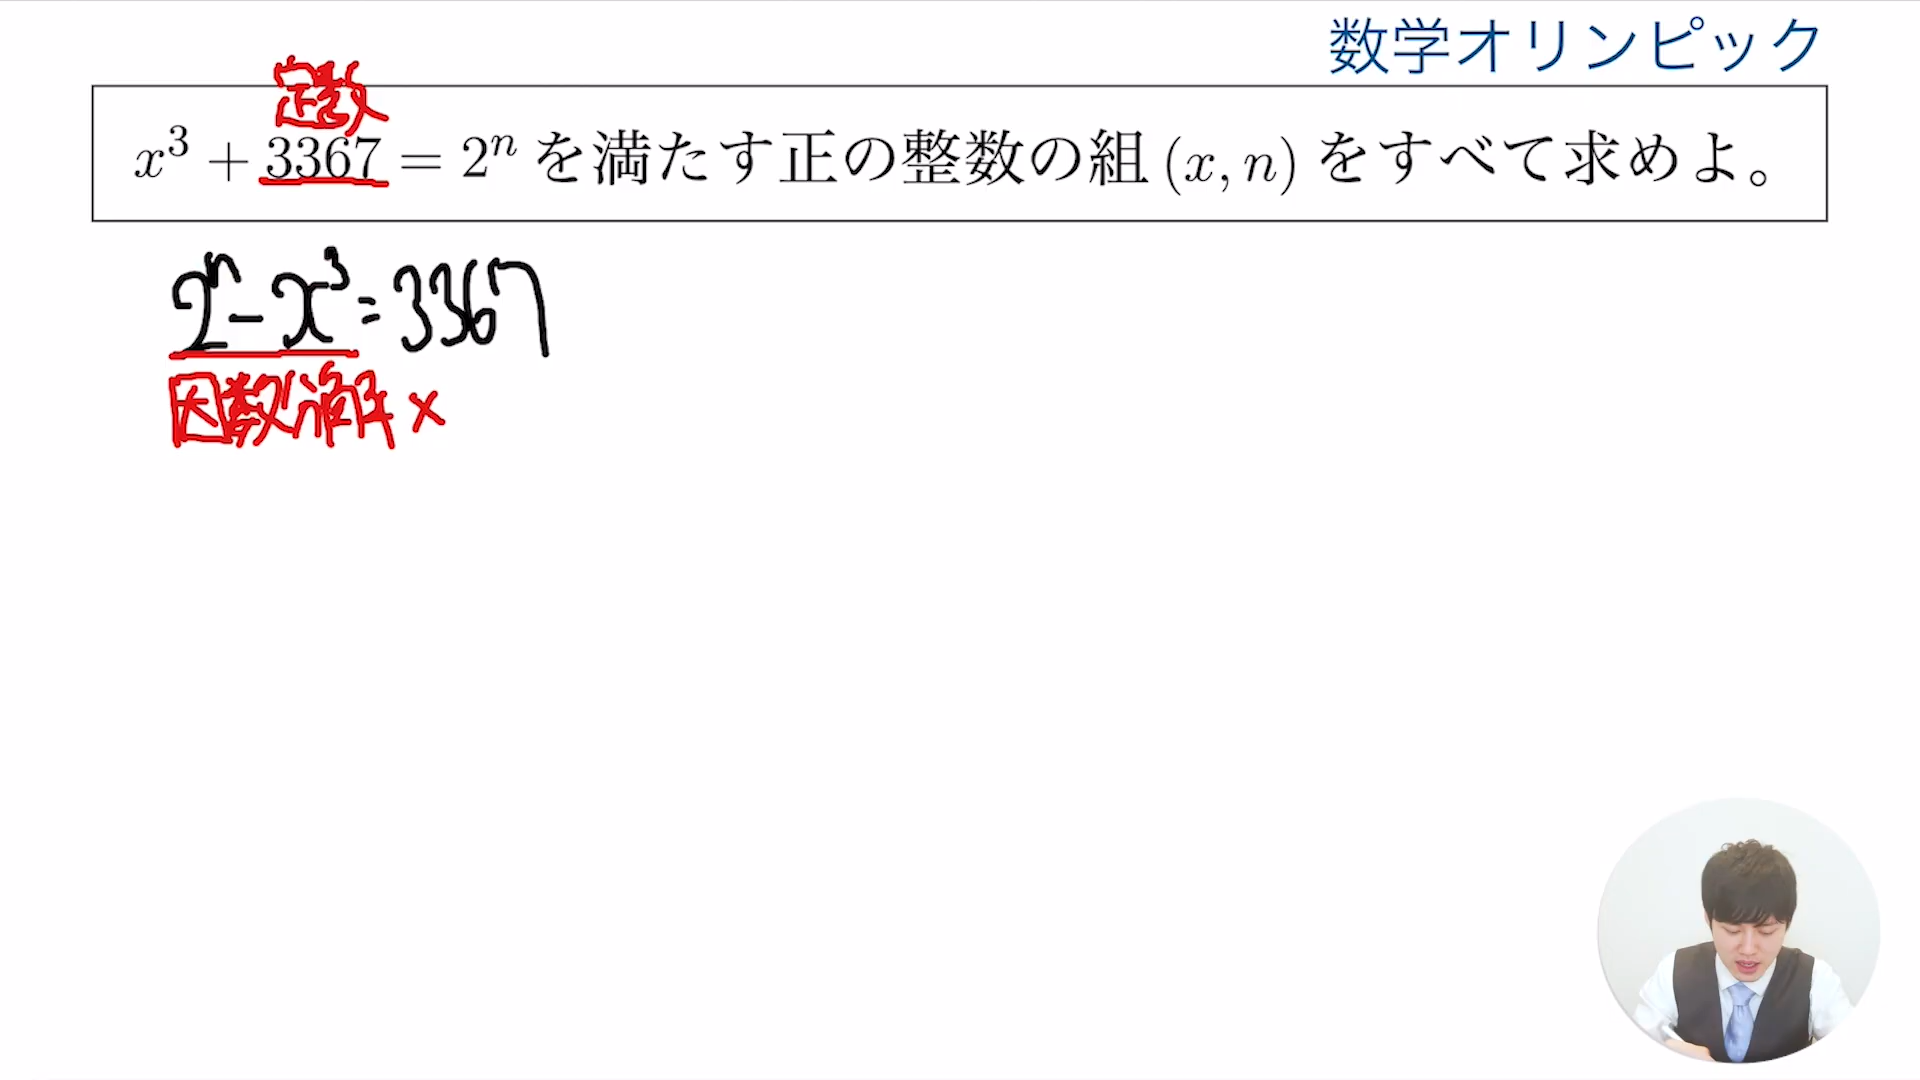 数学オリンピック
定数
x³ + 3367 = 2ⁿ を満たす正の整数の組 (x, n) をすべて求めよ。
2ⁿ - x³ = 3367
因数分解 ×